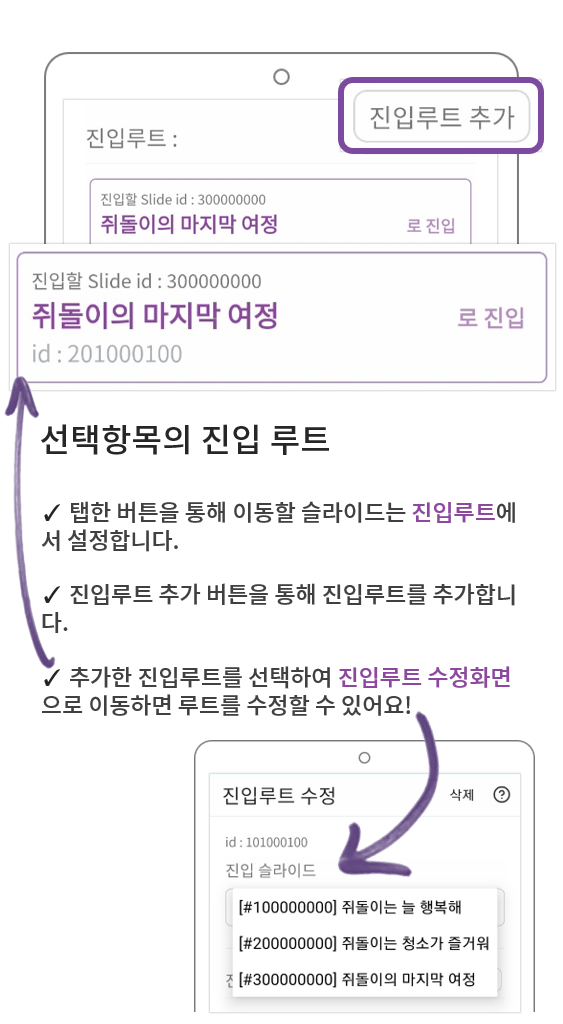 진입루트 추가
진입루트 :
진입할 Slide id : 300000000
쥐돌이의 마지막 여정
로 진입
진입할 Slide id : 300000000
쥐돌이의 마지막 여정
로 진입
id : 201000100
선택항목의 진입 루트
✓ 탭한 버튼을 통해 이동할 슬라이드는 진입루트에
서 설정합니다.
✓ 진입루트 추가 버튼을 통해 진입루트를 추가합니
다.
✓ 추가한 진입루트를 선택하여 진입루트 수정화면
으로 이동하면 루트를 수정할 수 있어요!
진입루트 수정
삭제
?
id : 101000100
진입 슬라이드
[#100000000] 쥐돌이는 늘 행복해
[#200000000] 쥐돌이는 청소가 즐거워
[#300000000] 쥐돌이의 마지막 여정